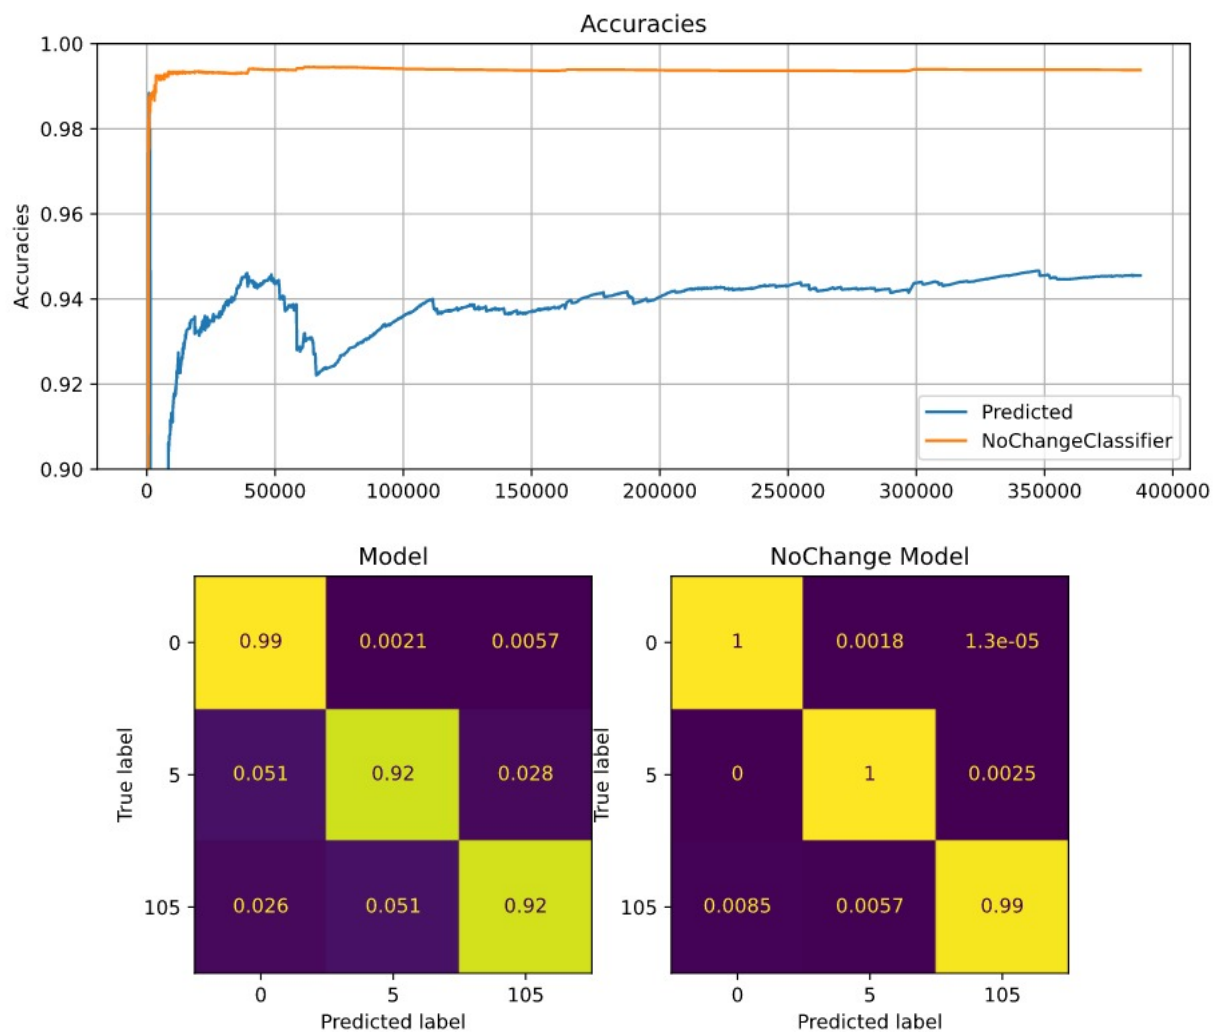 Accuracies
1.00
0.98
0.96
0.94
0.92
0.90
Accuracies
0 50000 100000 150000 200000 250000 300000 350000 400000
Predicted
NoChangeClassifier
Model
0 0.99 0.0021 0.0057
5 0.051 0.92 0.028
105 0.026 0.051 0.92
True label
0 5 105
Predicted label
NoChange Model
0 1 0.0018 1.3e-05
5 0 1 0.0025
105 0.0085 0.0057 0.99
True label
0 5 105
Predicted label